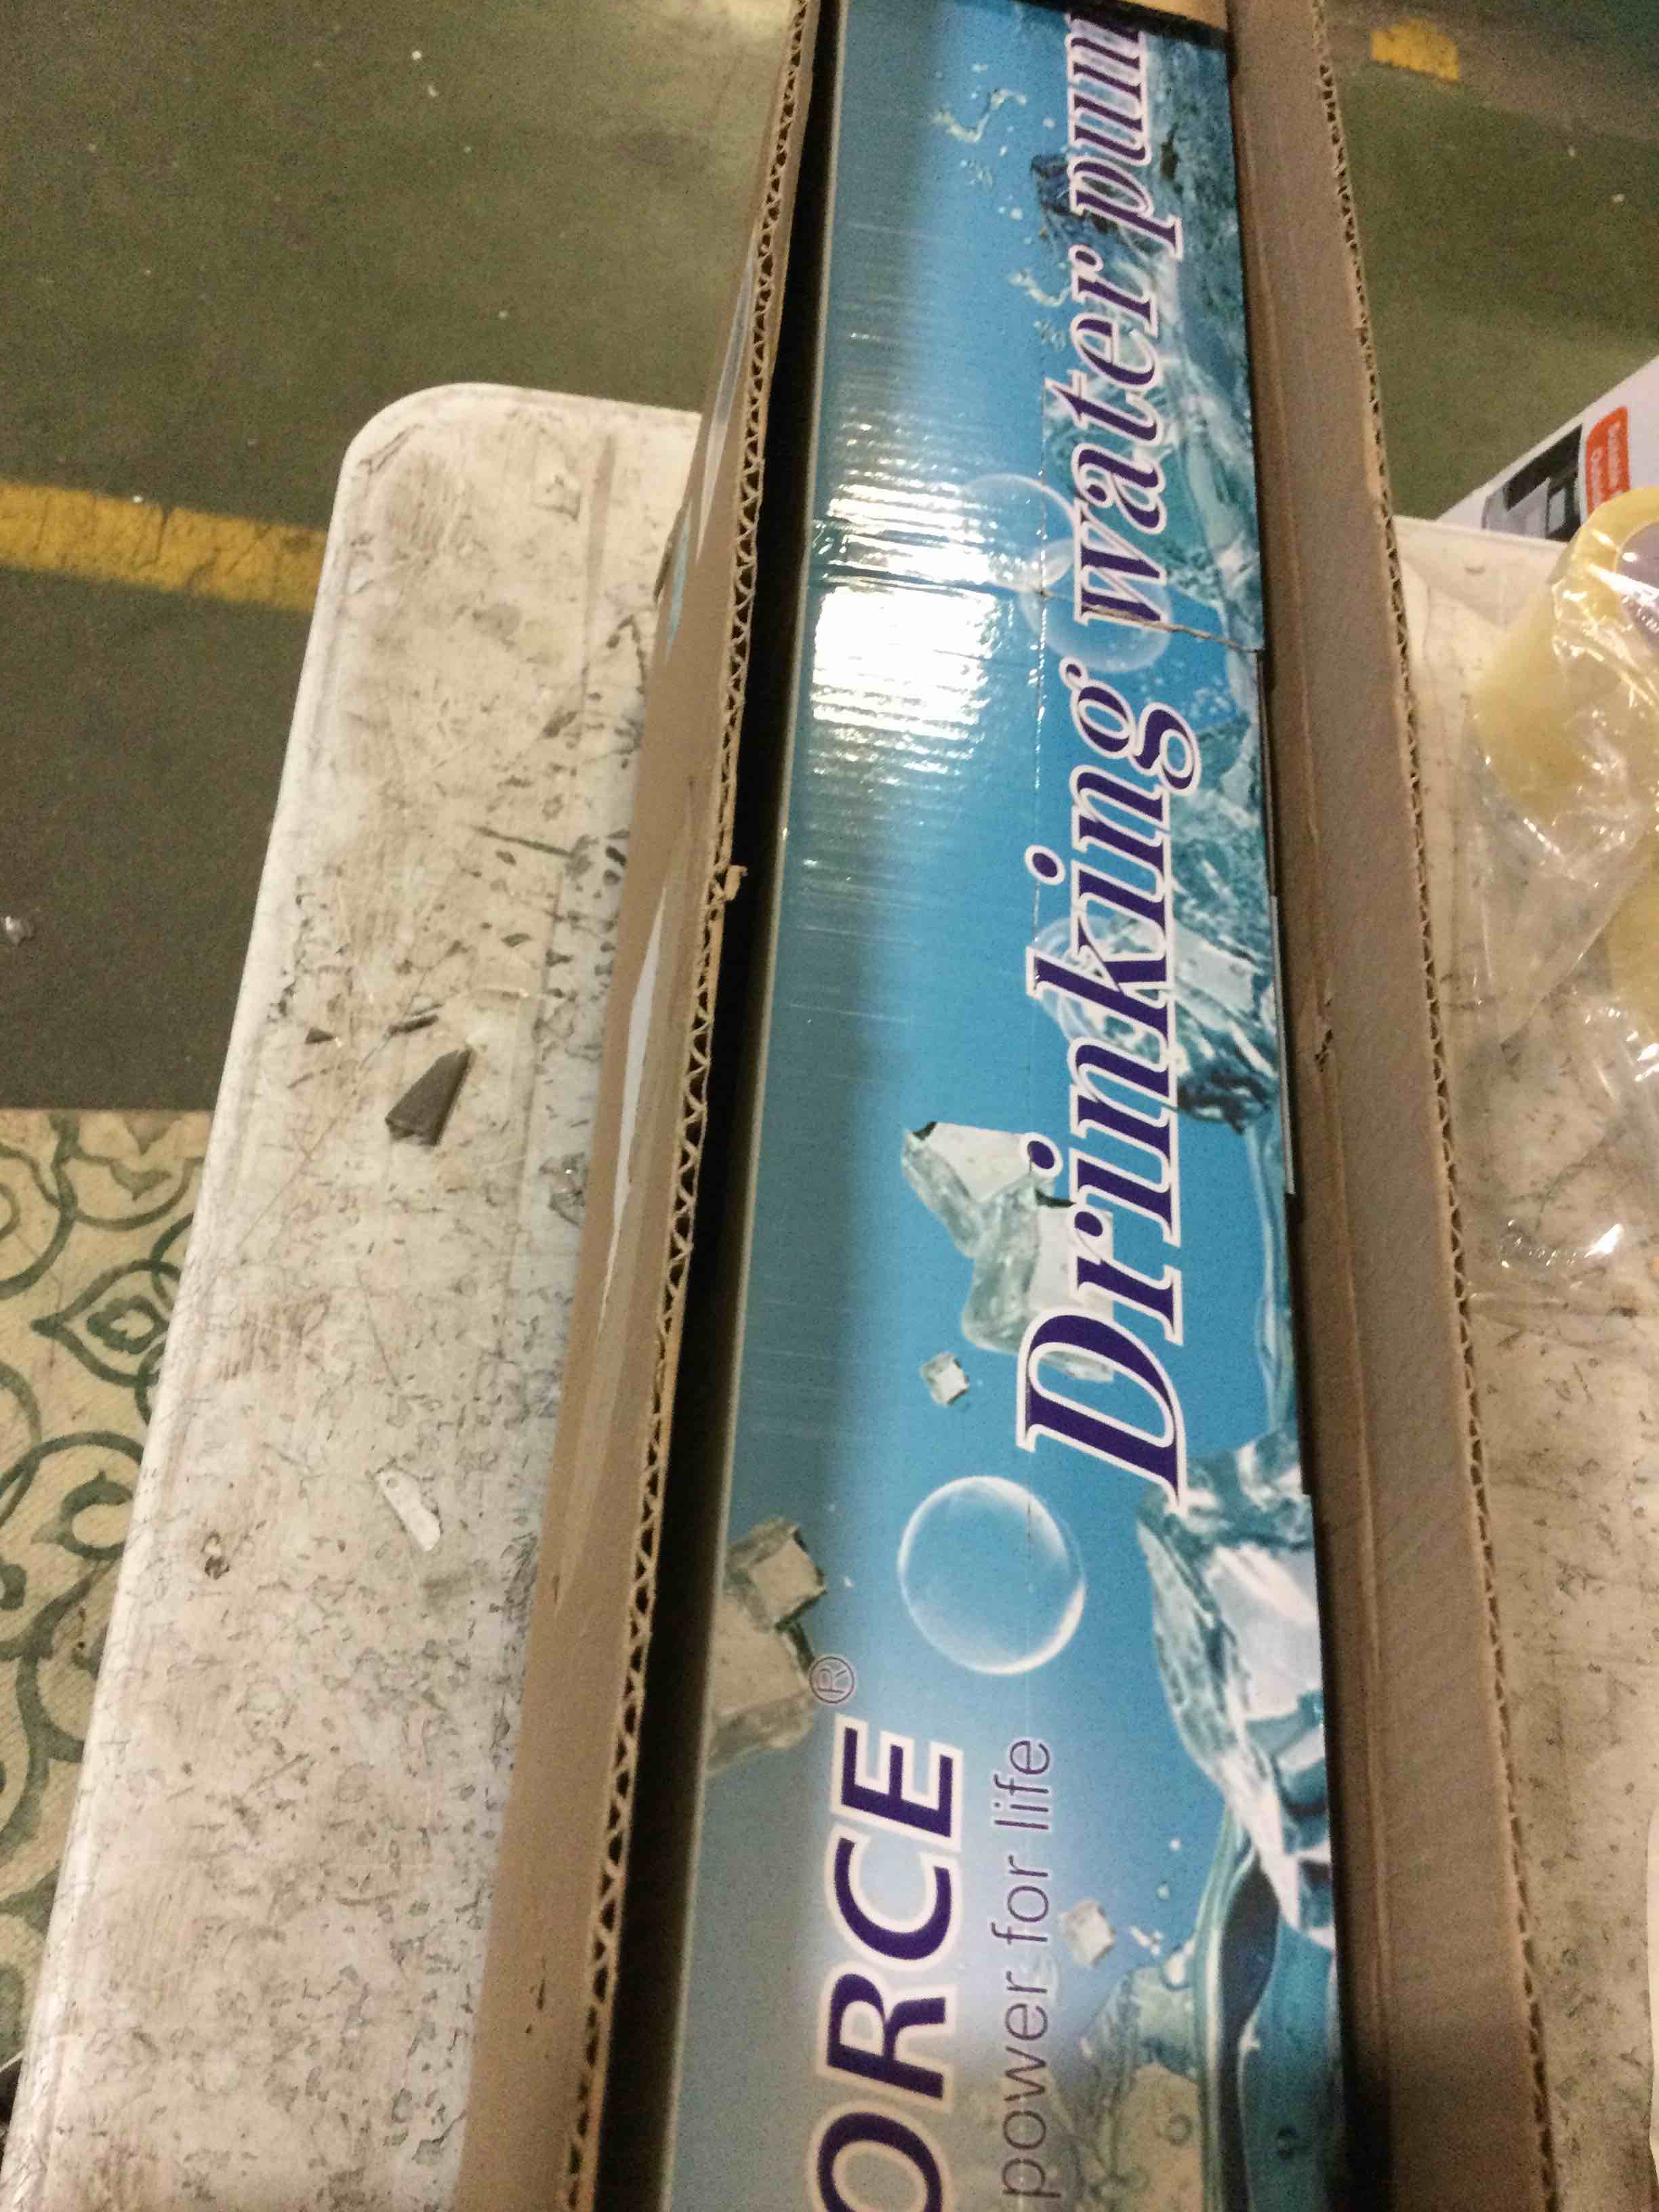 ORCE®
power for life
Drinking water pum